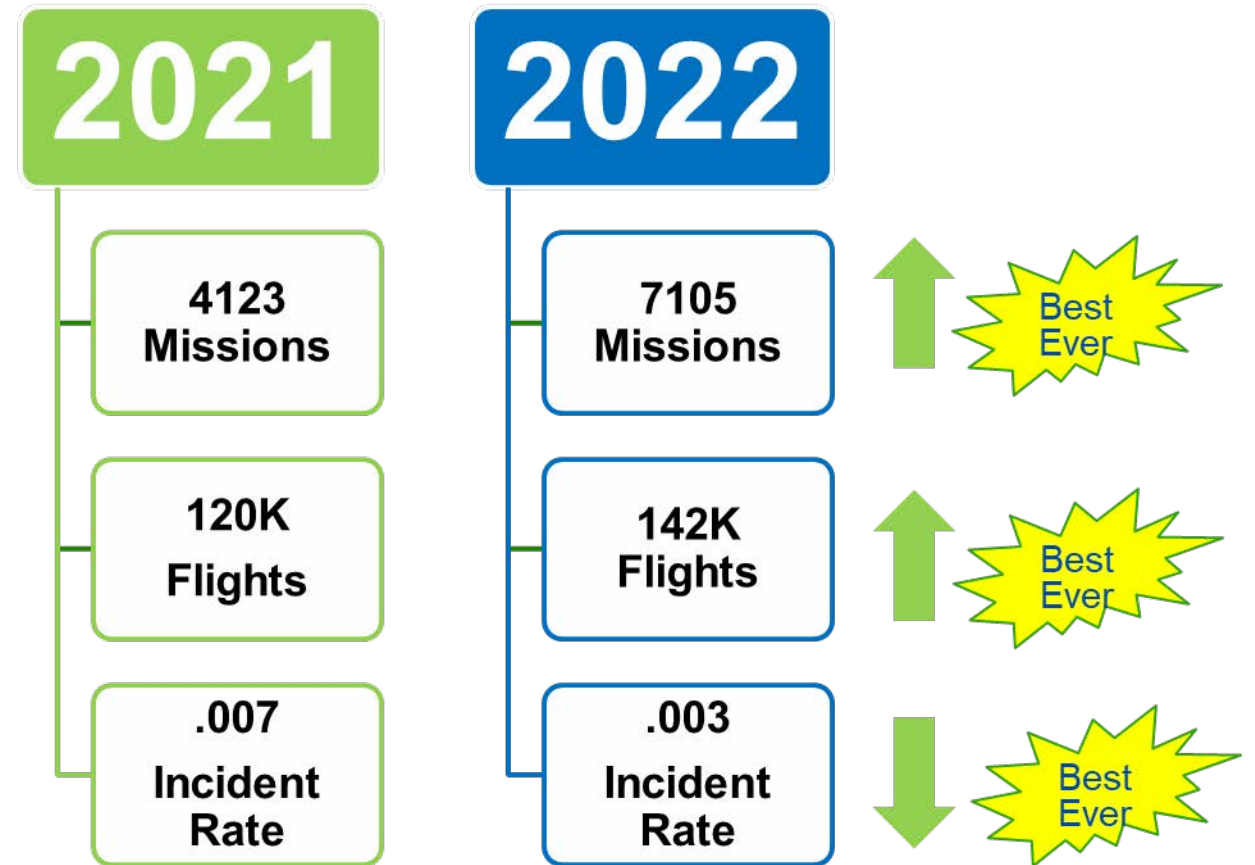 2021
4123
Missions
120K
Flights
.007
Incident
Rate
2022
7105
Missions
142K
Flights
.003
Incident
Rate
Best
Ever
Best
Ever
Best
Ever